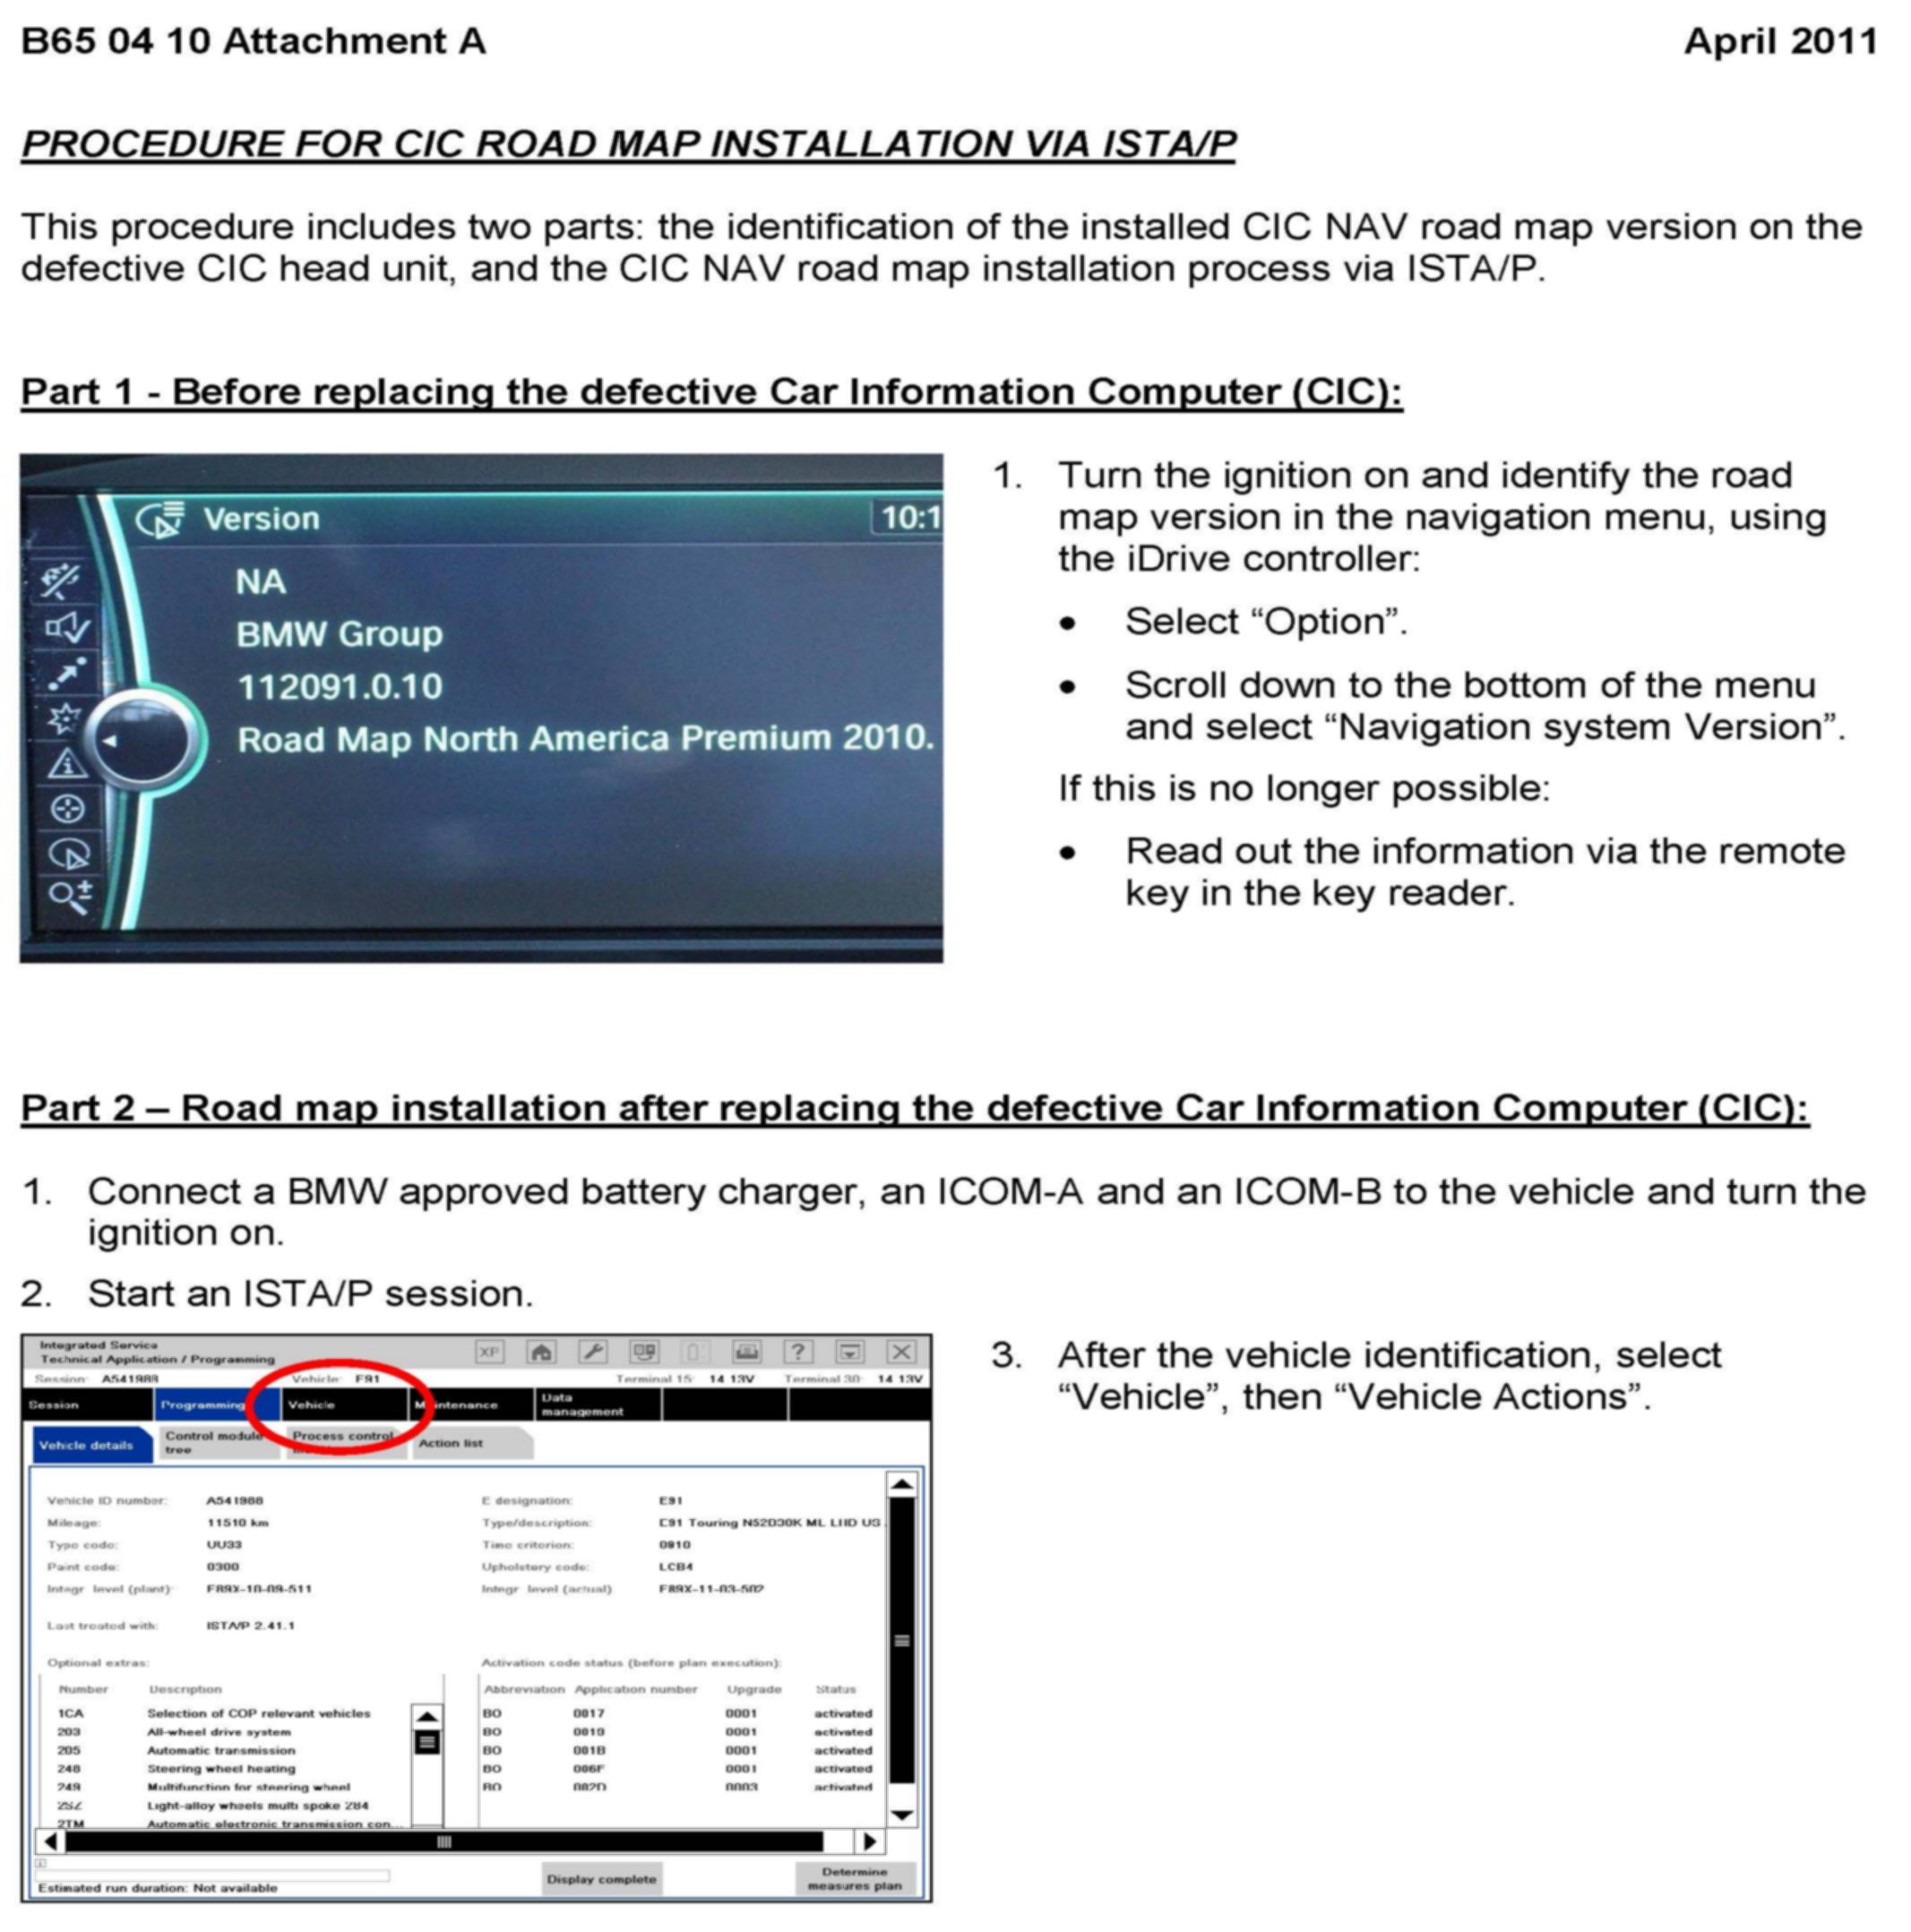 B65 04 10 Attachment A
April 2011
PROCEDURE FOR CIC ROAD MAP INSTALLATION VIA ISTA/P
This procedure includes two parts: the identification of the installed CIC NAV road map version on the
defective CIC head unit, and the CIC NAV road map installation process via ISTA/P.
Part 1 - Before replacing the defective Car Information Computer (CIC):
Version
10:1
NA
BMW Group
112091.0.10
Road Map North America Premium 2010.
1. Turn the ignition on and identify the road
map version in the navigation menu, using
the iDrive controller:
• Select “Option”.
• Scroll down to the bottom of the menu
and select “Navigation system Version”.
If this is no longer possible:
• Read out the information via the remote
key in the key reader.
Part 2 – Road map installation after replacing the defective Car Information Computer (CIC):
1. Connect a BMW approved battery charger, an ICOM-A and an ICOM-B to the vehicle and turn the
ignition on.
2. Start an ISTA/P session.
Integrated Service
Technical Application / Programming
XP
?
Session: A541988 Vehicle: E91 Terminal 15: 14.13V Terminal 30: 14.13V
Session Programming Vehicle Maintenance Data
management
Vehicle details Control module
tree
Process control
Action list
Vehicle ID number: A541988 E designation: E91
Mileage: 11510 km Type/description: E91 Touring ML US
Type code: UU33 Time criterion: 0810
Paint code: 0300 Upholstery code: LCB4
Integr. level (plant): E89X-10-09-511 Integr. level (actual) E89X-11-03-502
Last treated with: ISTA/P 2.41.1
Optional extras: Activation code status (before plan execution):
Number Description Abbreviation Application number Upgrade Status
1CA Selection of COP relevant vehicles BO 0017 0001 activated
203 All-wheel drive system BO 0019 0001 activated
205 Automatic transmission BO 001B 0001 activated
248 Steering wheel heating BO 006F 0001 activated
249 Multifunction for steering wheel BO 0003 activated
2SZ Light-alloy wheels multi spoke 284
2TM Automatic electronic transmission con...
Estimated run duration: Not available
Display complete
Determine
measures plan
3. After the vehicle identification, select
“Vehicle”, then “Vehicle Actions”.